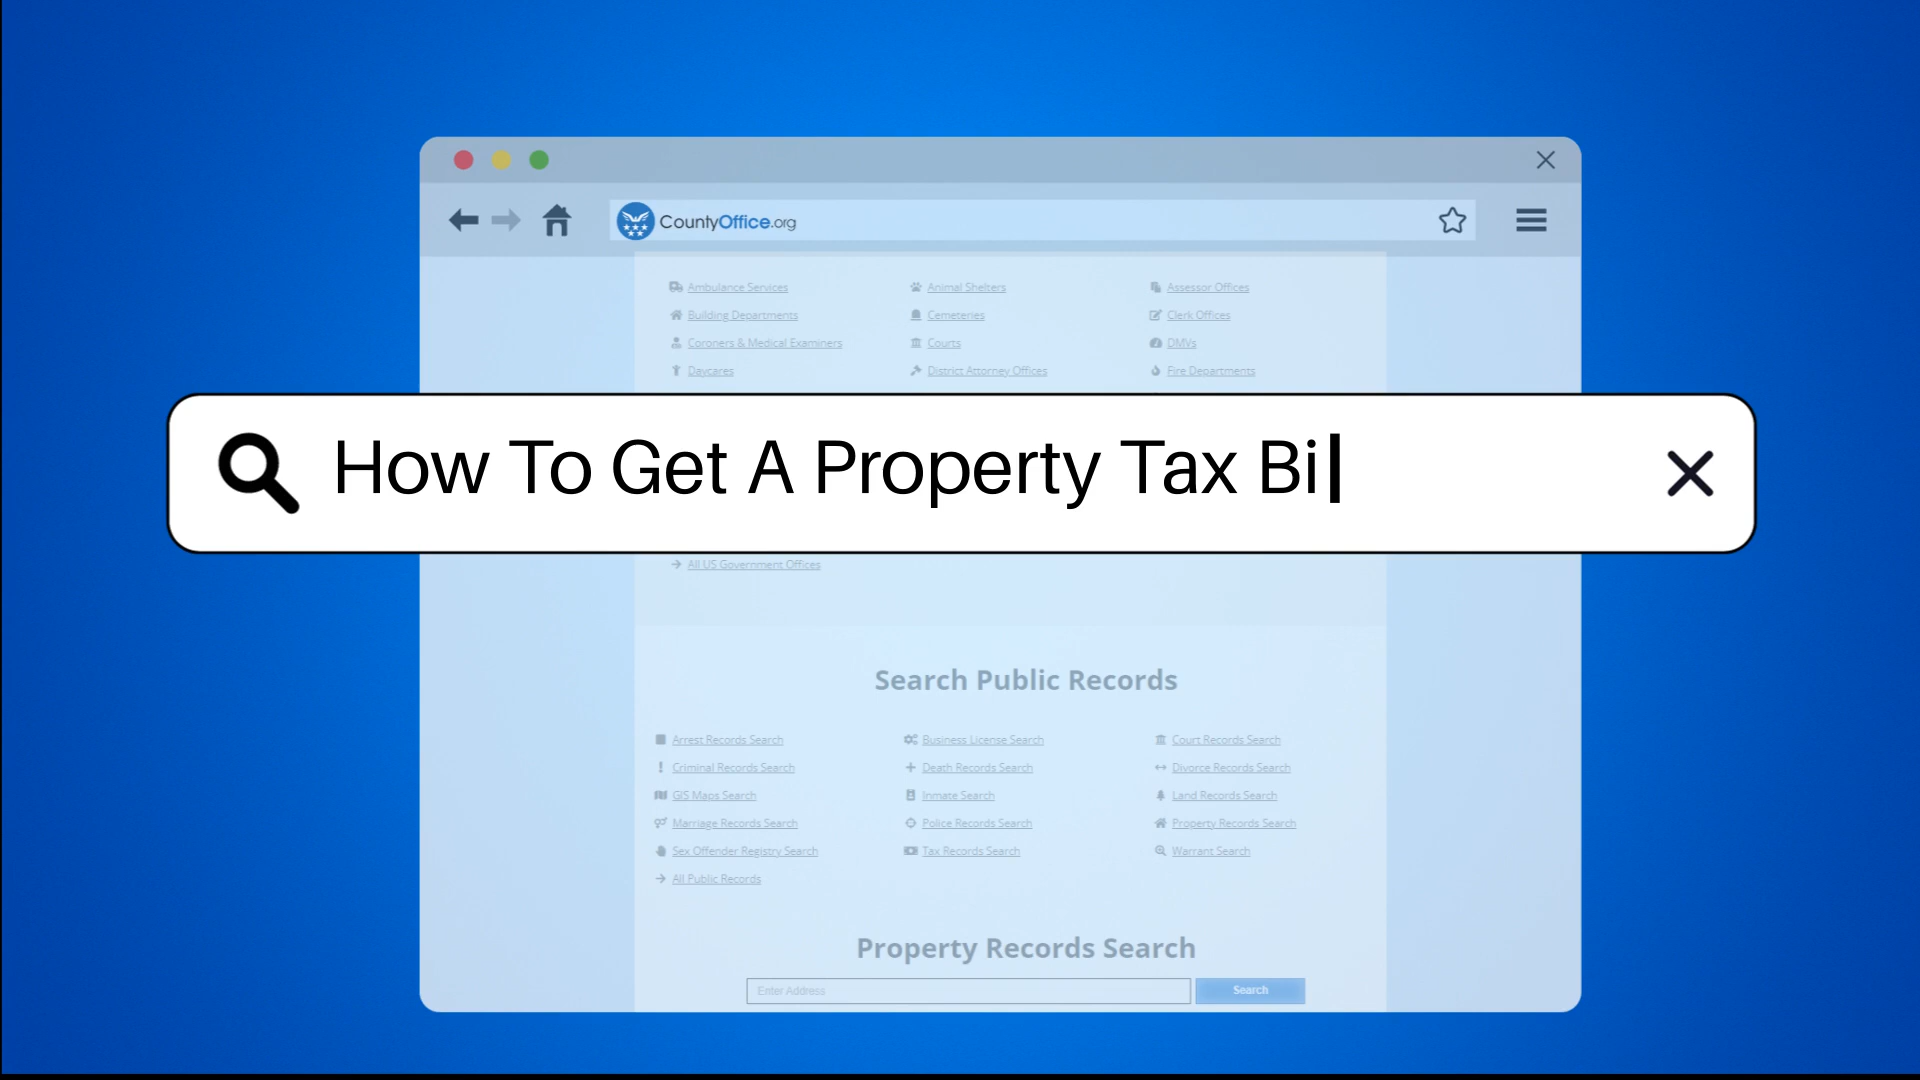 CountyOffice.org
Ambulance Services Animal Shelters Assessor Offices
Building Departments Cemeteries Clerk Offices
Coroners & Medical Examiners Courts DMVs
Daycares District Attorney Offices Fire Departments
How To Get A Property Tax Bi
All US Government Offices
Search Public Records
Arrest Records Search Business License Search Court Records Search
Criminal Records Search Death Records Search Divorce Records Search
GIS Maps Search Inmate Search Land Records Search
Marriage Records Search Police Records Search Property Records Search
Sex Offender Registry Search Tax Records Search Warrant Search
All Public Records
Property Records Search
Enter Address Search